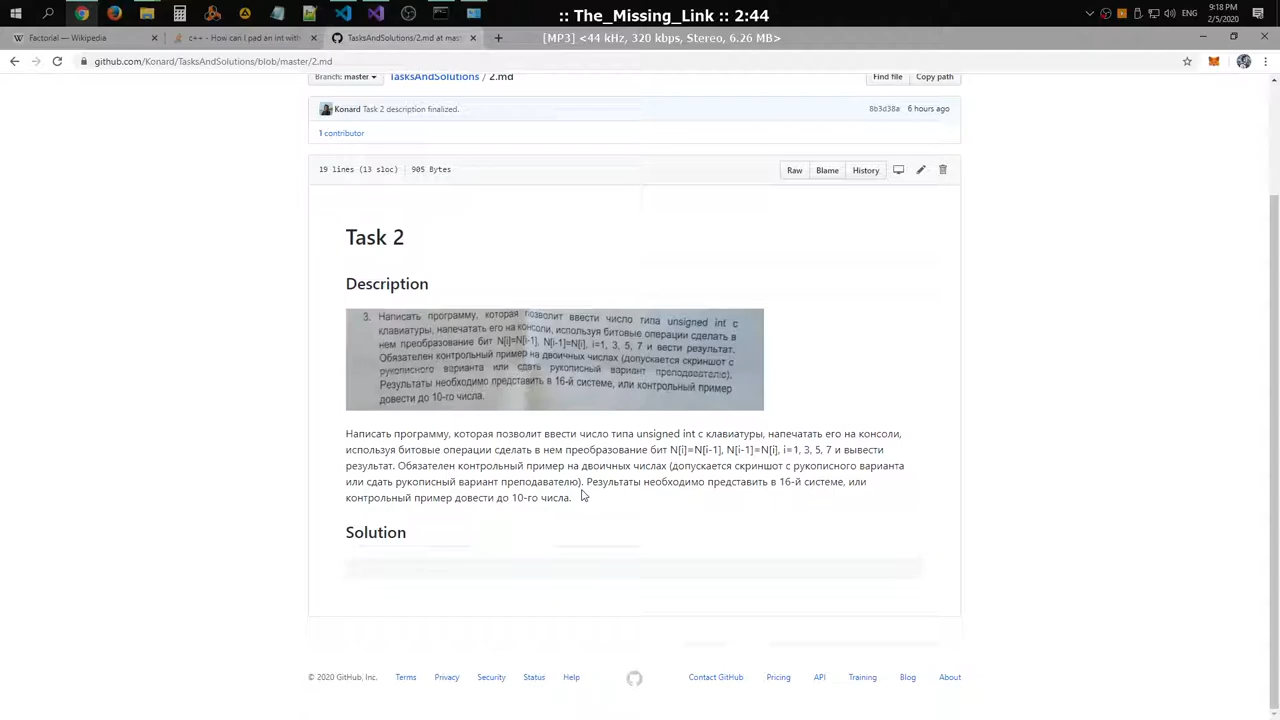 :: The_Missing_Link :: 2:44
[MP3] <44 kHz, 320 kbps, Stereo, 6.26 MB>
ENG
9:18 PM
2/5/2020
Factorial — Wikipedia
c++ - How can I pad an int with
TasksAndSolutions/2.md at mast
github.com/Konard/TasksAndSolutions/blob/master/2.md
Branch: master
TasksAndSolutions / 2.md
Find file
Copy path
Konard Task 2 description finalized.
8b3d38a 6 hours ago
1 contributor
19 lines (13 sloc) 905 Bytes
Raw Blame History
Task 2
Description
3. Написать программу, которая позволит ввести число типа unsigned int с
клавиатуры, напечатать его на консоли, используя битовые операции сделать в
нем преобразование бит N[i]=N[i-1], N[i-1]=N[i], i=1, 3, 5, 7 и вести результат.
Обязателен контрольный пример на двоичных числах (допускается скриншот с
рукописного варианта или сдать рукописный вариант преподавателю).
Результаты необходимо представить в 16-й системе, или контрольный пример
довести до 10-го числа.
Написать программу, которая позволит ввести число типа unsigned int с клавиатуры, напечатать его на консоли,
используя битовые операции сделать в нем преобразование бит N[i]=N[i-1], N[i-1]=N[i], i=1, 3, 5, 7 и вывести
результат. Обязателен контрольный пример на двоичных числах (допускается скриншот с рукописного варианта
или сдать рукописный вариант преподавателю). Результаты необходимо представить в 16-й системе, или
контрольный пример довести до 10-го числа.
Solution
© 2020 GitHub, Inc. Terms Privacy Security Status Help Contact GitHub Pricing API Training Blog About